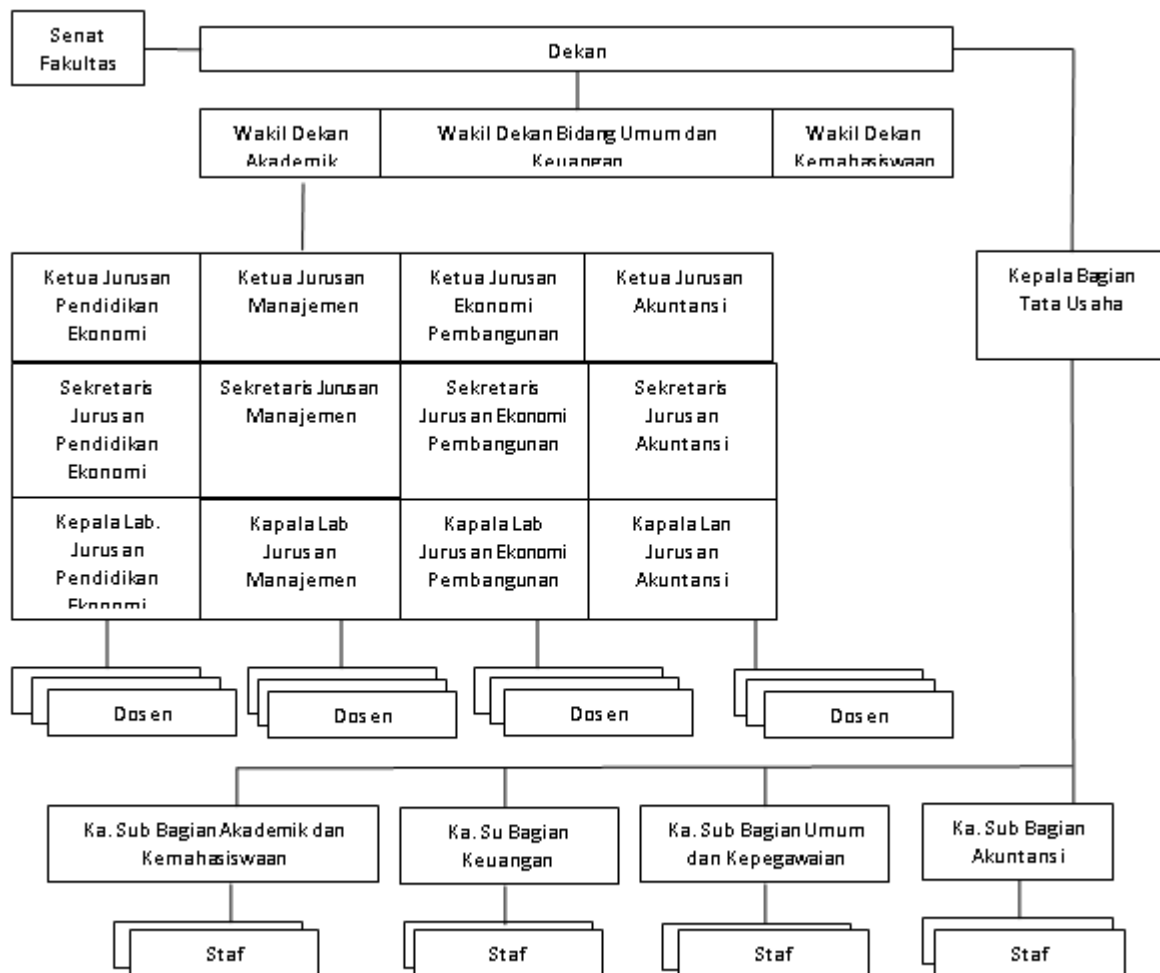 Senat
Fakultas
Dekan
Wakil Dekan
Akademik
Wakil Dekan Bidang Umum dan
Keuangan
Wakil Dekan
Kemahasiswaan
Ketua Jurusan
Pendidikan
Ekonomi
Ketua Jurusan
Manajemen
Ketua Jurusan
Ekonomi
Pembangunan
Ketua Jurusan
Akuntansi
Kepala Bagian
Tata Usaha
Sekretaris
Jurusan
Pendidikan
Ekonomi
Sekretaris Jurusan
Manajemen
Sekretaris
Jurusan Ekonomi
Pembangunan
Sekretaris
Jurusan
Akuntansi
Kepala Lab.
Jurusan
Pendidikan
Ekonomi
Kapala Lab
Jurusan
Manajemen
Kapala Lab
Jurusan Ekonomi
Pembangunan
Kapala Lan
Jurusan
Akuntansi
Dosen
Dosen
Dosen
Dosen
Ka. Sub Bagian Akademik dan
Kemahasiswaan
Ka. Su Bagian
Keuangan
Ka. Sub Bagian Umum
dan Kepegawaian
Ka. Sub Bagian
Akuntansi
Staf
Staf
Staf
Staf